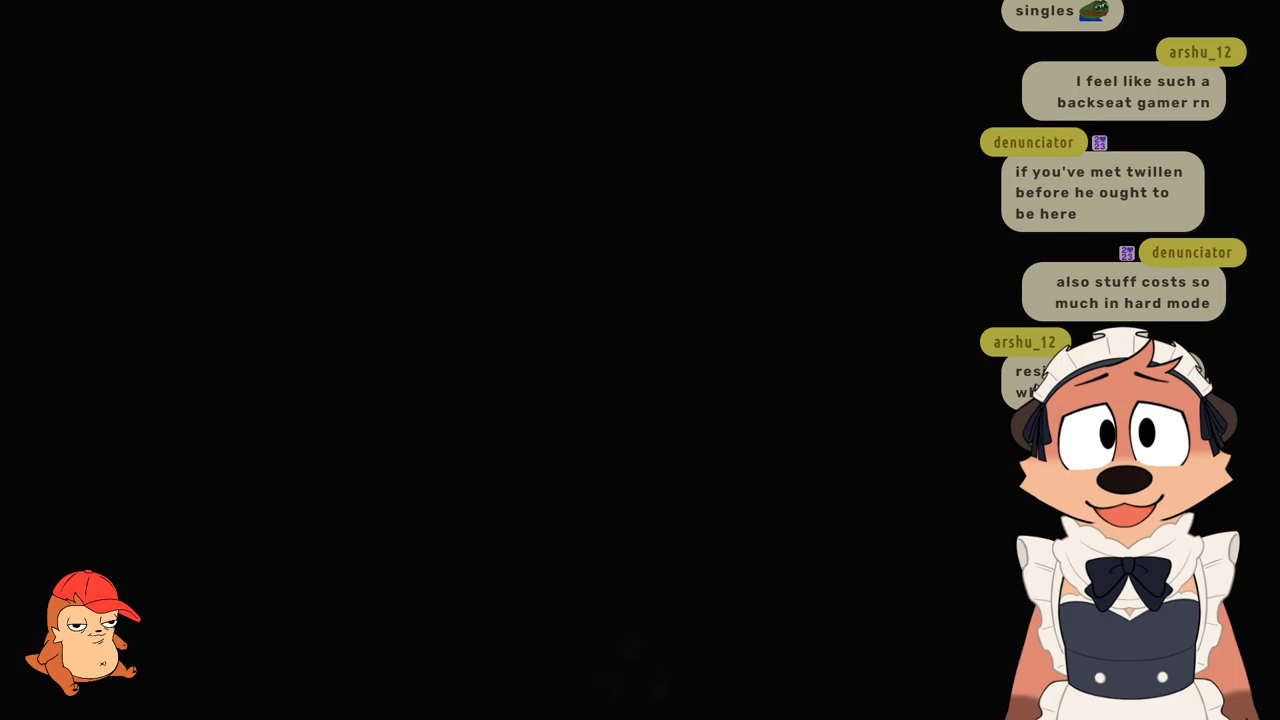 singles
arshu_12
I feel like such a
backseat gamer rn
denunciator
if you've met twillen
before he ought to
be here
denunciator
also stuff costs so
much in hard mode
arshu_12